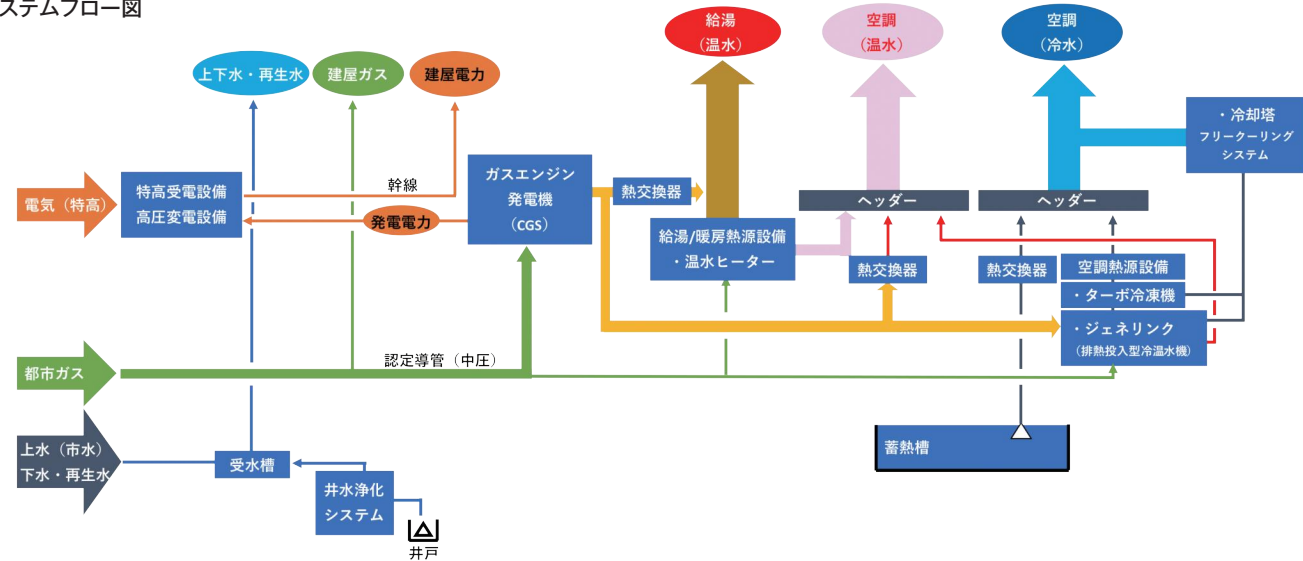 ステムフロー図
給湯
（温水）
空調
（温水）
空調
（冷水）
上下水・再生水
建屋ガス
建屋電力
・冷却塔
フリークーリング
システム
電気（特高）
特高受電設備
高圧変電設備
幹線
発電電力
ガスエンジン
発電機
（CGS）
熱交換器
ヘッダー
ヘッダー
給湯/暖房熱源設備
・温水ヒーター
熱交換器
熱交換器
空調熱源設備
・ターボ冷凍機
・ジェネリンク
（排熱投入型冷温水機）
都市ガス
認定導管（中圧）
上水（市水）
下水・再生水
受水槽
井水浄化
システム
井戸
蓄熱槽